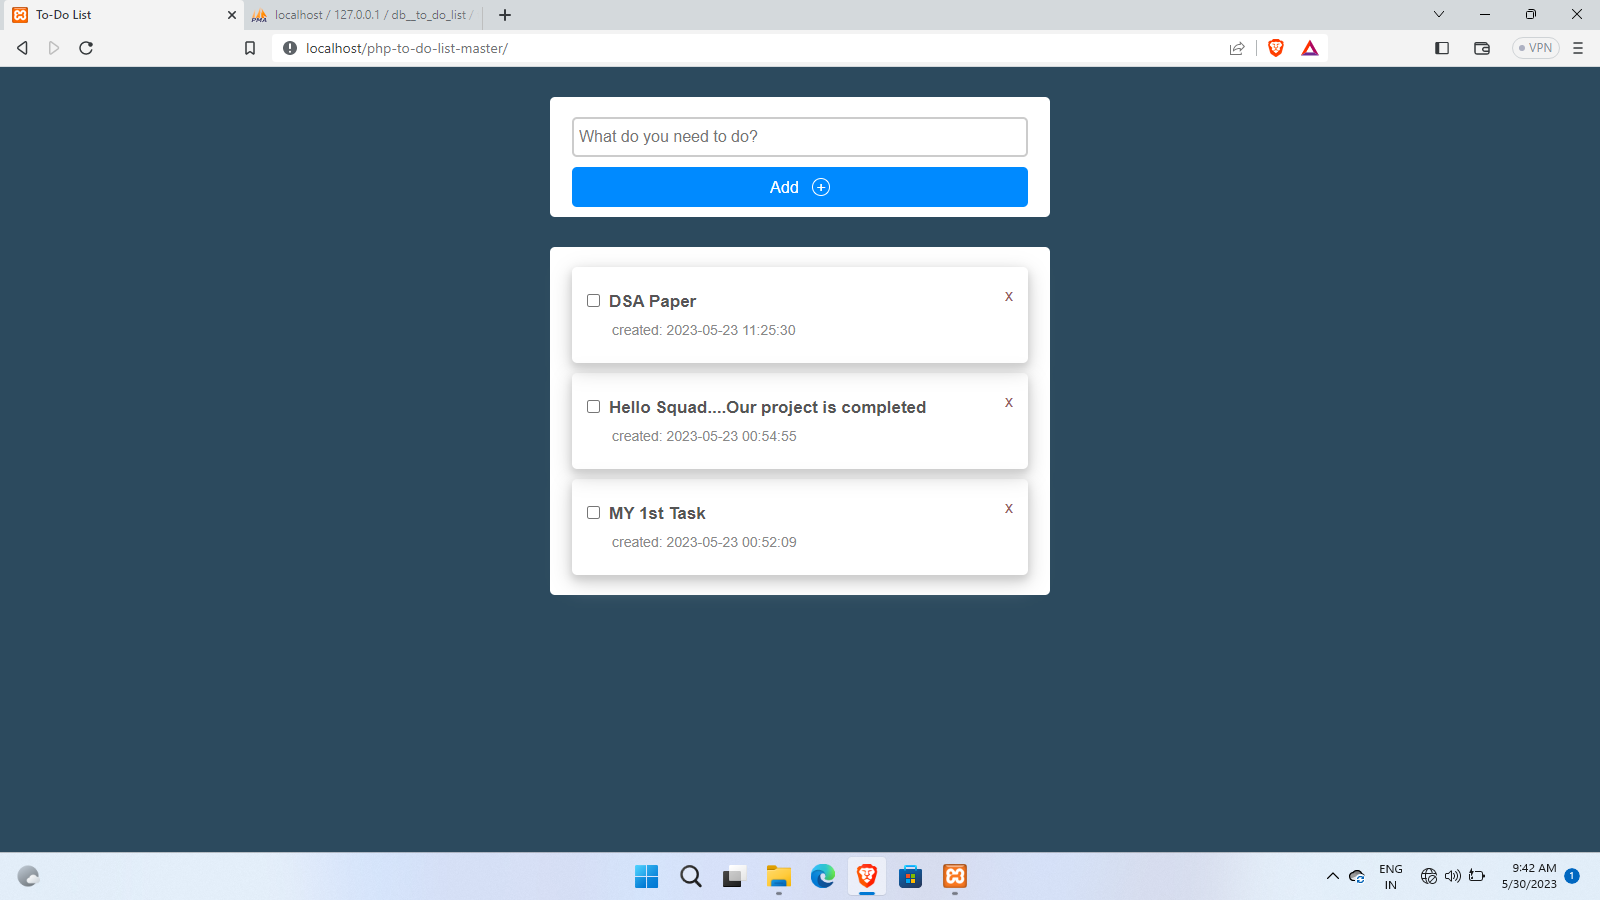 To-Do List
localhost / 127.0.0.1 / db__to_do_list /
localhost/php-to-do-list-master/
VPN
What do you need to do?
Add
DSA Paper
x
created: 2023-05-23 11:25:30
Hello Squad....Our project is completed
x
created: 2023-05-23 00:54:55
MY 1st Task
x
created: 2023-05-23 00:52:09
ENG
IN
9:42 AM
5/30/2023
1